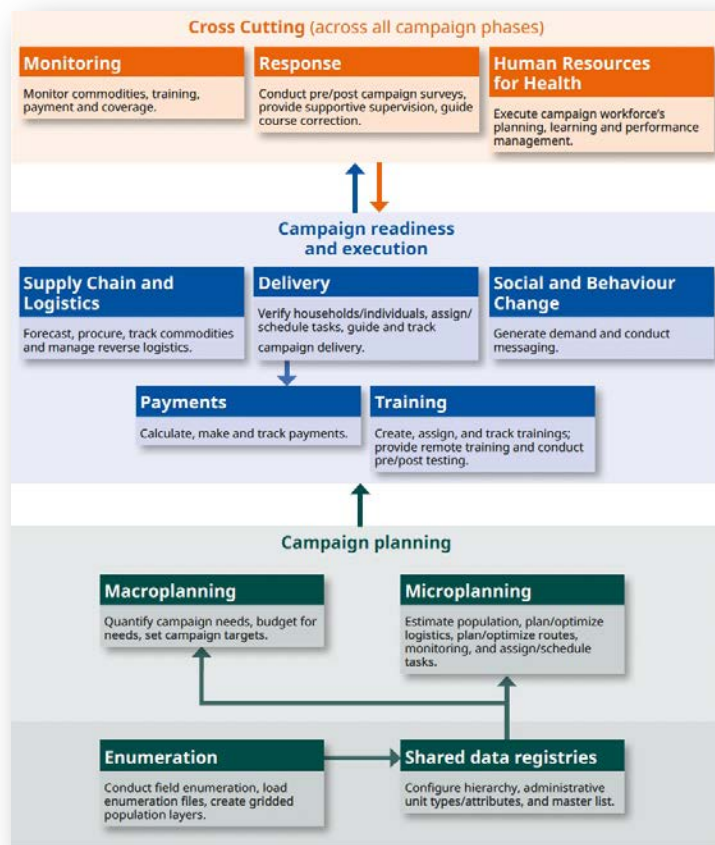 Cross Cutting (across all campaign phases)
Monitoring
Monitor commodities, training,
payment and coverage.
Response
Conduct pre/post campaign surveys,
provide supportive supervision, guide
course correction.
Human Resources
for Health
Execute campaign workforce's
planning, learning and performance
management.
Campaign readiness
and execution
Supply Chain and
Logistics
Forecast, procure, track commodities
and manage reverse logistics.
Delivery
Verify households/individuals, assign/
schedule tasks, guide and track
campaign delivery.
Social and Behaviour
Change
Generate demand and conduct
messaging.
Payments
Calculate, make and track payments.
Training
Create, assign, and track trainings;
provide remote training and conduct
pre/post testing.
Campaign planning
Macroplanning
Quantify campaign needs, budget for
needs, set campaign targets.
Microplanning
Estimate population, plan/optimize
logistics, plan/optimize routes,
monitoring, and assign/schedule
tasks.
Enumeration
Conduct field enumeration, load
enumeration files, create gridded
population layers.
Shared data registries
Configure hierarchy, administrative
unit types/attributes, and master list.